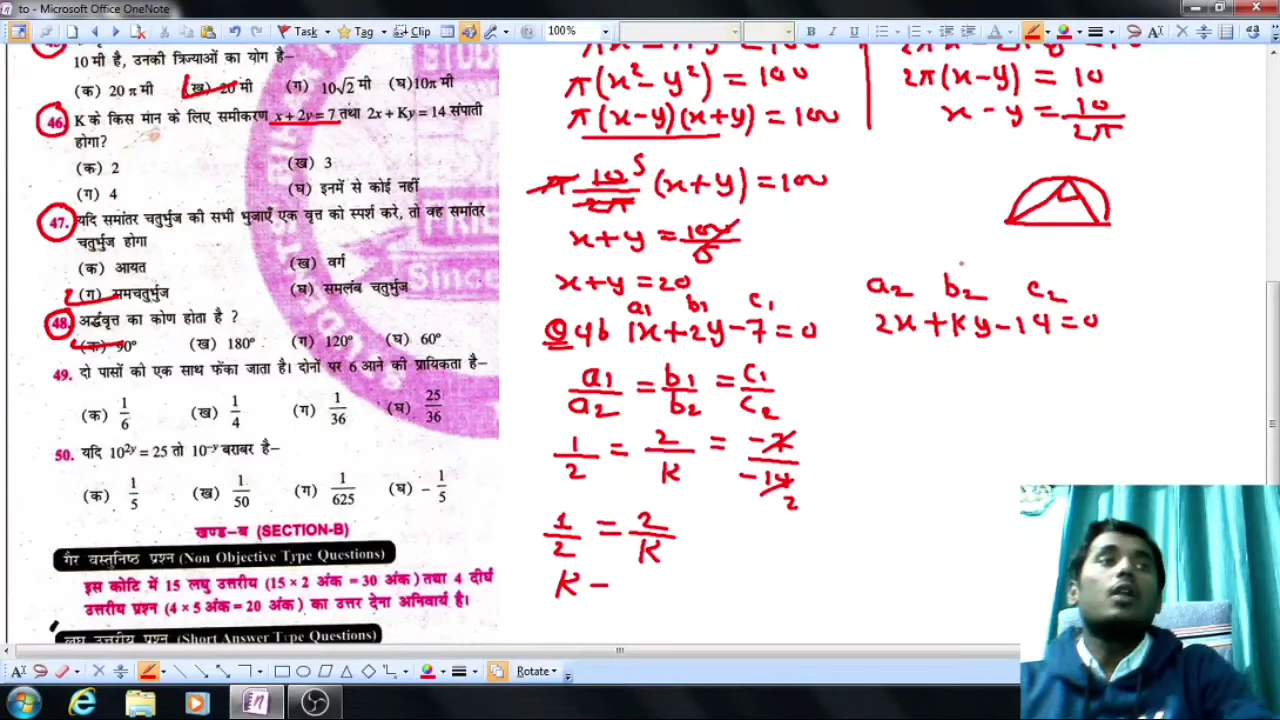 to - Microsoft Office OneNote
Task Tag Clip 100% B I U
10 मी है, उनकी त्रिज्याओं का योग है-
(क) 20 π मी (ख) 20 मी (ग) 10√2 मी (घ) 10π मी
46. K के किस मान के लिए समीकरण x + 2y = 7 तथा 2x + Ky = 14 संपाती
होगा?
(क) 2 (ख) 3
(ग) 4 (घ) इनमें से कोई नहीं
47. यदि समांतर चतुर्भुज की सभी भुजाएँ एक वृत्त को स्पर्श करे, तो वह समांतर
चतुर्भुज होगा
(क) आयत (ख) वर्ग
(ग) समचतुर्भुज (घ) समलंब चतुर्भुज
48. अर्द्धवृत्त का कोण होता है ?
(क) 90° (ख) 180° (ग) 120° (घ) 60°
49. दो पासों को एक साथ फेंका जाता है। दोनों पर 6 आने की प्रायिकता है-
(क) 1/6 (ख) 1/4 (ग) 1/36 (घ) 25/36
50. यदि 10^2y = 25 तो 10^-y बराबर है-
(क) 1/5 (ख) 1/50 (ग) 1/625 (घ) - 1/5
खण्ड-ब (SECTION-B)
गैर वस्तुनिष्ठ प्रश्न (Non Objective Type Questions)
इस कोटि में 15 लघु उत्तरीय (15 × 2 अंक = 30 अंक) तथा 4 दीर्घ
उत्तरीय प्रश्न (4 × 5 अंक = 20 अंक) का उत्तर देना अनिवार्य है।
लघु उत्तरीय प्रश्न (Short Answer Type Questions)
FRIE
Since
π(x² - y²) = 100
π(x-y)(x+y) = 100
π 10/2π 5 (x+y) = 100
x+y = 100/5
x+y = 20
a1 b1 c1
Q 46 1x+2y-7=0
a1/a2 = b1/b2 = c1/c2
1/2 = 2/K = -7/-14 2
1/2 = 2/K
K =
2π(x-y) = 10
x-y = 10/2π
a2 b2 c2
2x+Ky-14=0
Rotate